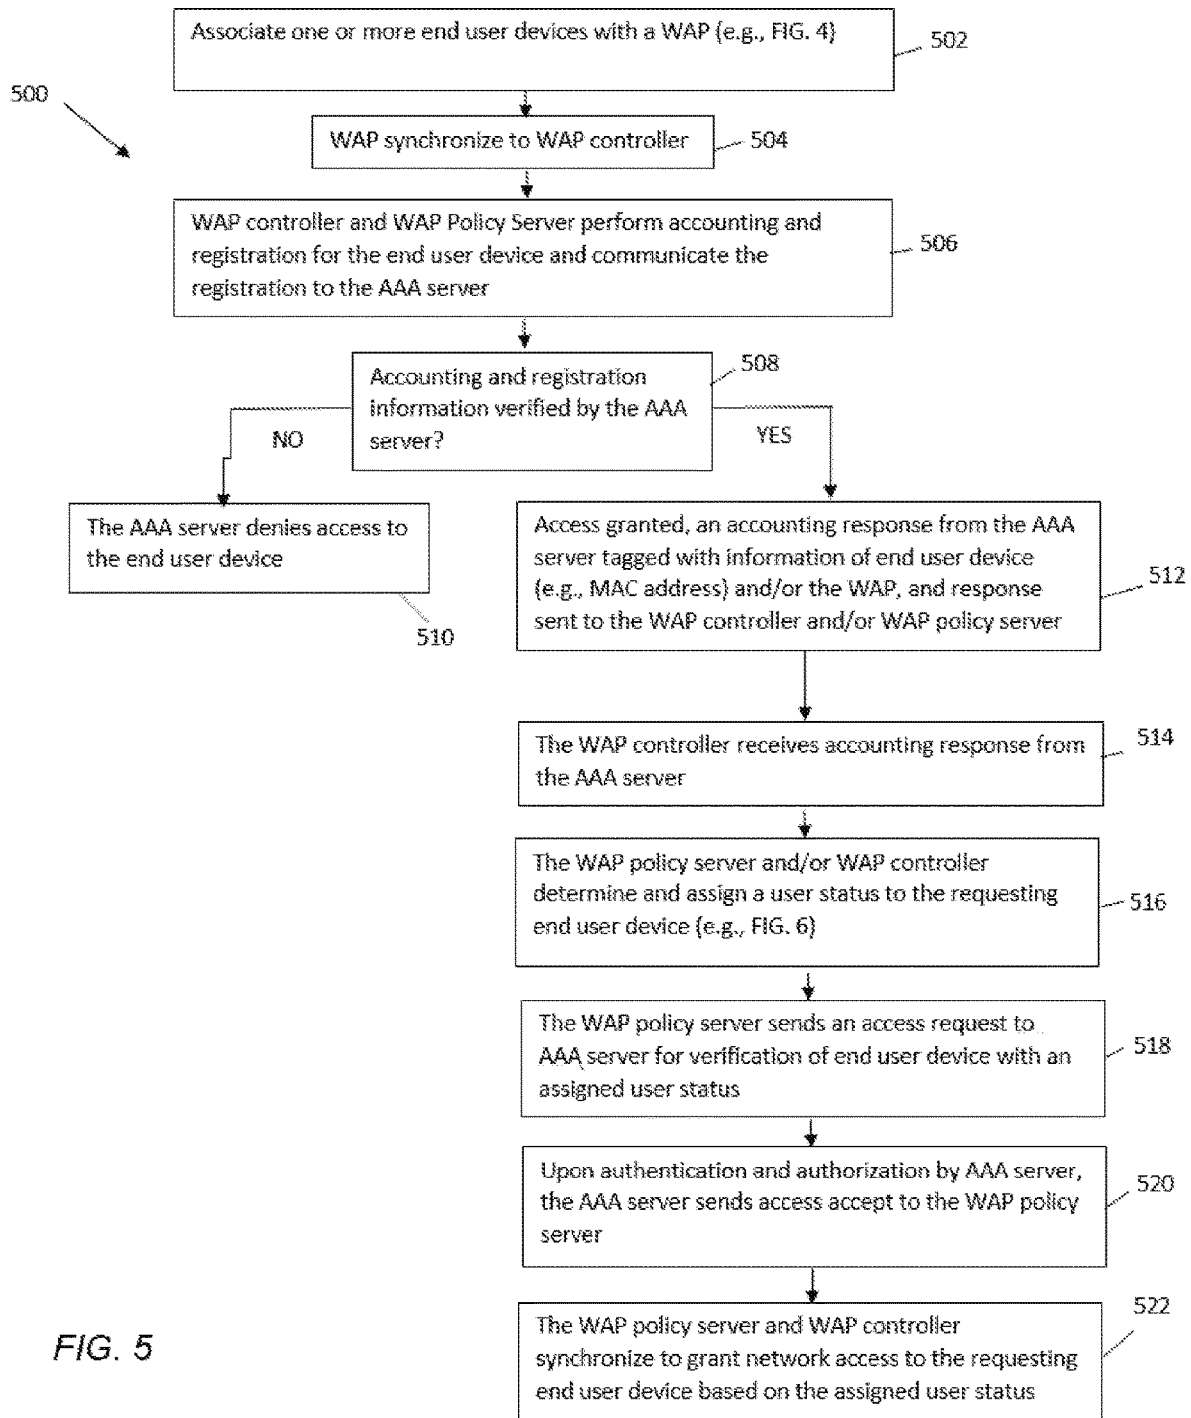 Associate one or more end user devices with a WAP (e.g., FIG. 4)
502
500
WAP synchronize to WAP controller
504
WAP controller and WAP Policy Server perform accounting and
registration for the end user device and communicate the
registration to the AAA server
506
Accounting and registration
information verified by the AAA
server?
508
NO
YES
The AAA server denies access to
the end user device
510
Access granted, an accounting response from the AAA
server tagged with information of end user device
(e.g., MAC address) and/or the WAP, and response
sent to the WAP controller and/or WAP policy server
512
The WAP controller receives accounting response from
the AAA server
514
The WAP policy server and/or WAP controller
determine and assign a user status to the requesting
end user device (e.g., FIG. 6)
516
The WAP policy server sends an access request to
AAA server for verification of end user device with an
assigned user status
518
Upon authentication and authorization by AAA server,
the AAA server sends access accept to the WAP policy
server
520
The WAP policy server and WAP controller
synchronize to grant network access to the requesting
end user device based on the assigned user status
522
FIG. 5